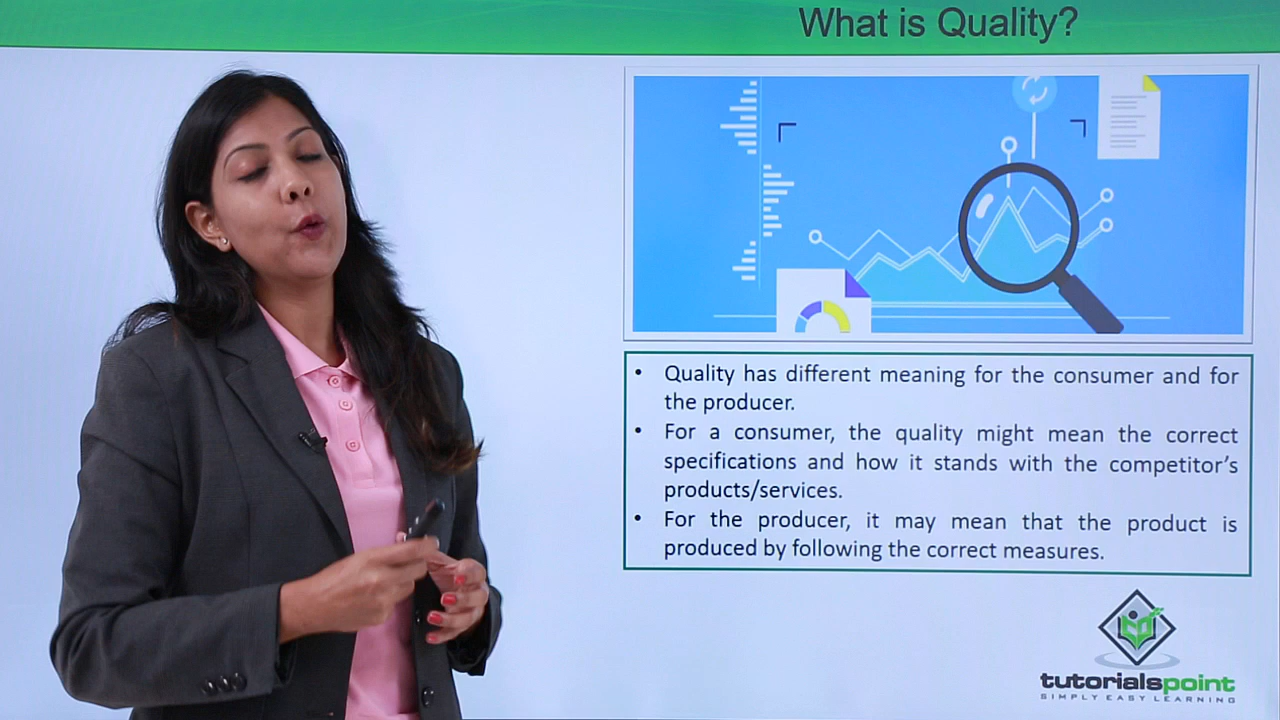 What is Quality?
• Quality has different meaning for the consumer and for
the producer.
• For a consumer, the quality might mean the correct
specifications and how it stands with the competitor's
products/services.
• For the producer, it may mean that the product is
produced by following the correct measures.
tutorialspoint
SIMPLY EASY LEARNING